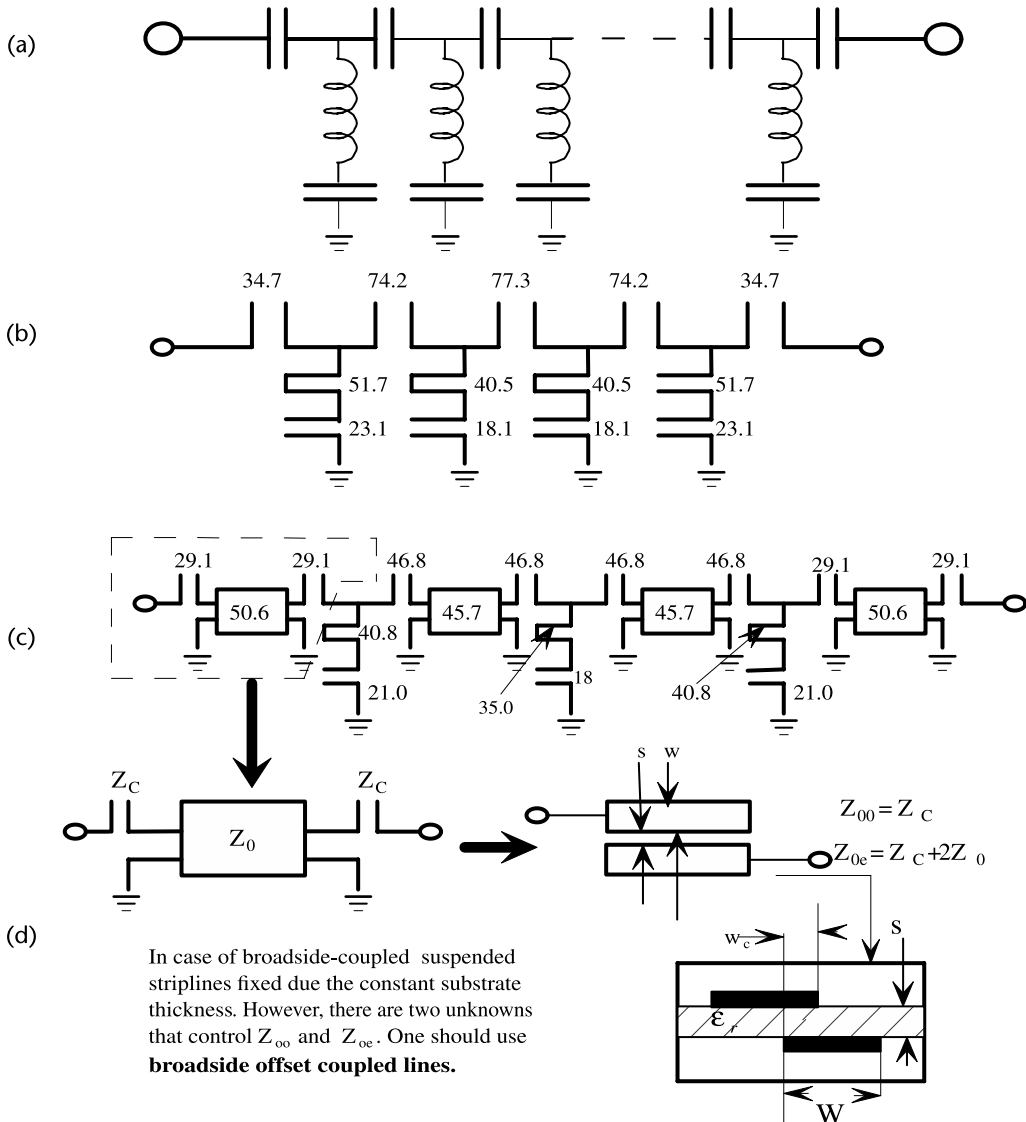 (a)
34.7 74.2 77.3 74.2 34.7
(b)
51.7 40.5 40.5 51.7
23.1 18.1 18.1 23.1
29.1 29.1 46.8 46.8 46.8 46.8 29.1 29.1
(c)
50.6 45.7 45.7 50.6
40.8
21.0 35.0 18 40.8 21.0
s w
Z_C Z_C
Z_0
Z_00 = Z_C
Z_0e = Z_C + 2Z_0
(d)
w_c s
ε_r
W
In case of broadside-coupled suspended
striplines fixed due the constant substrate
thickness. However, there are two unknowns
that control Z_oo and Z_oe. One should use
broadside offset coupled lines.